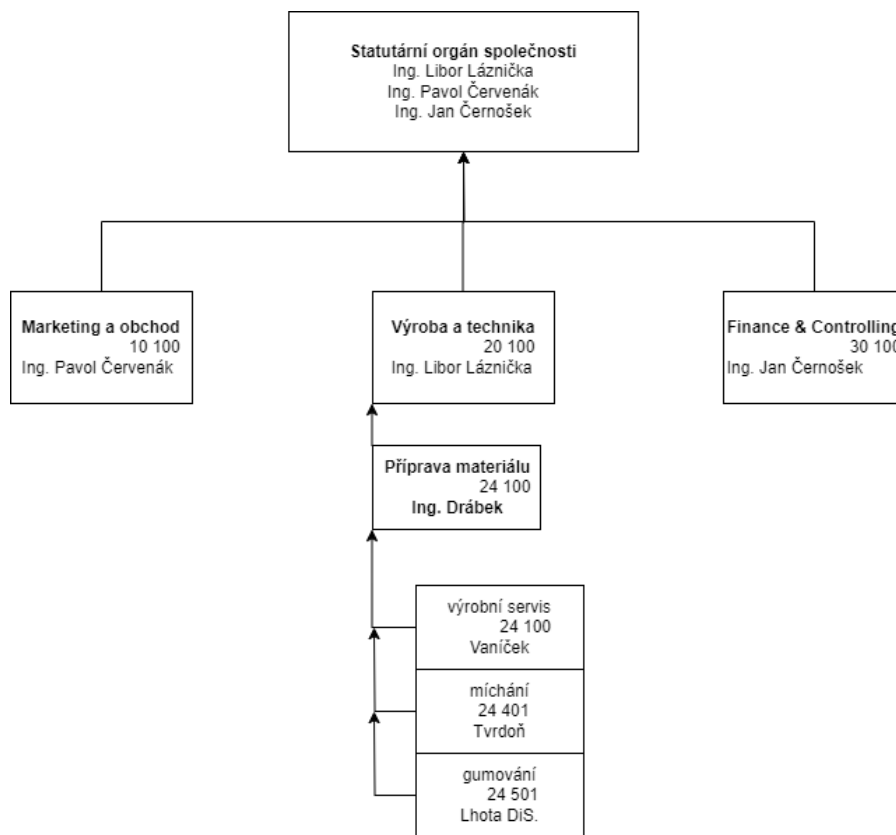 Statutární orgán společnosti
Ing. Libor Láznička
Ing. Pavol Červenák
Ing. Jan Černošek
Marketing a obchod
10 100
Ing. Pavol Červenák
Výroba a technika
20 100
Ing. Libor Láznička
Finance & Controlling
30 100
Ing. Jan Černošek
Příprava materiálu
24 100
Ing. Drábek
výrobní servis
24 100
Vaníček
míchání
24 401
Tvrdoň
gumování
24 501
Lhota DiS.